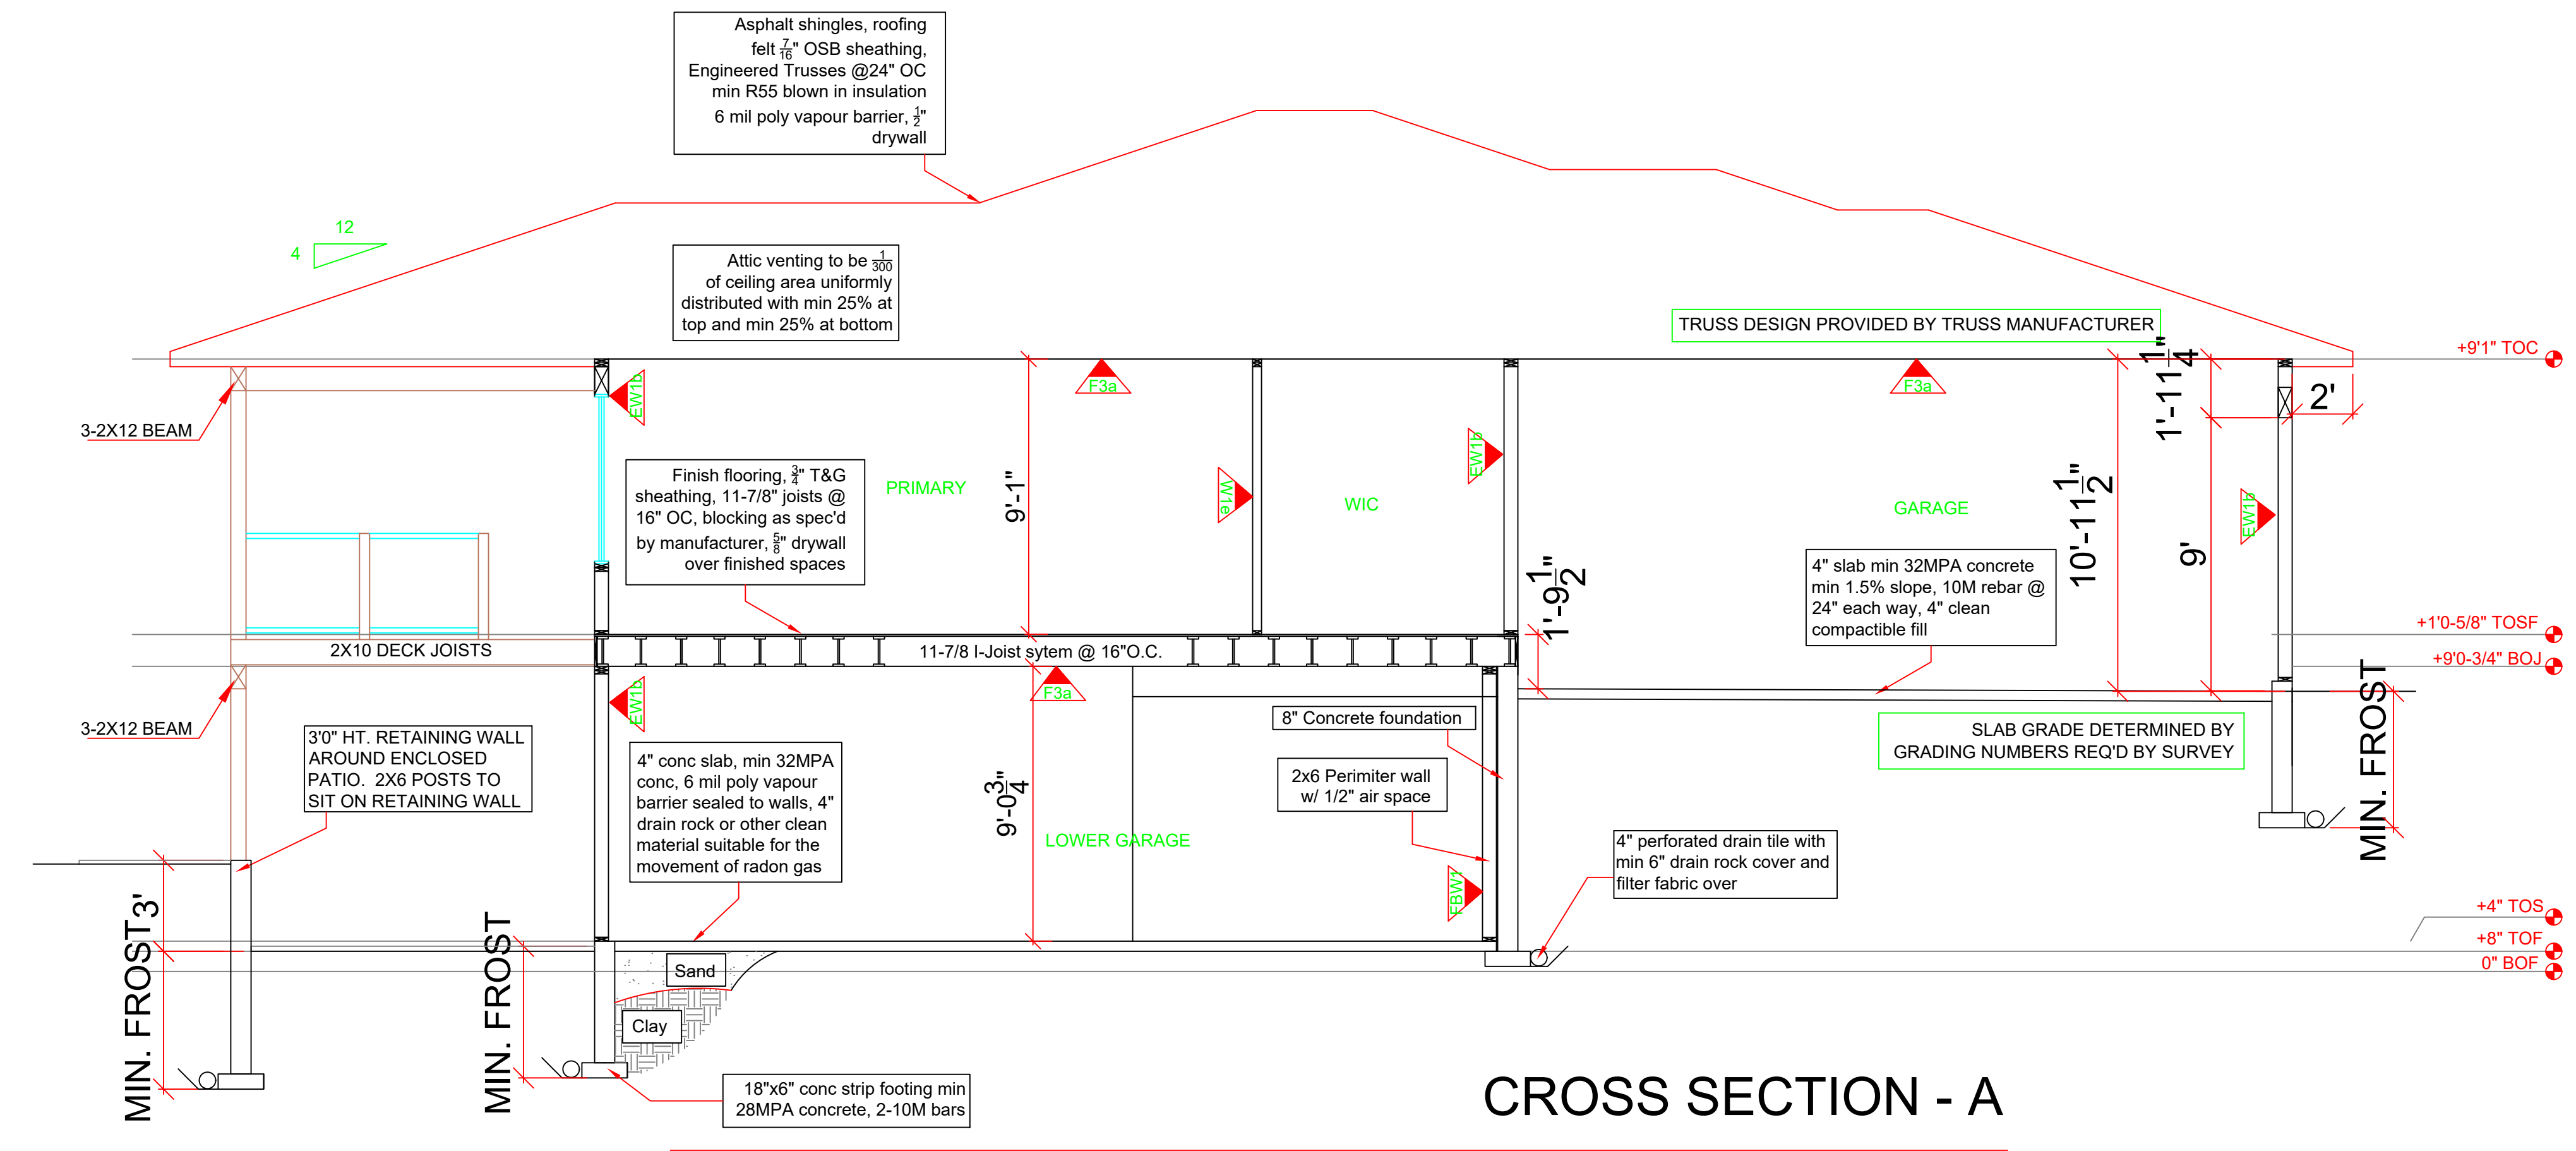 Asphalt shingles, roofing
felt 7/16" OSB sheathing,
Engineered Trusses @24" OC
min R55 blown in insulation
6 mil poly vapour barrier, 1/2"
drywall
12
4
Attic venting to be 1/300
of ceiling area uniformly
distributed with min 25% at
top and min 25% at bottom
TRUSS DESIGN PROVIDED BY TRUSS MANUFACTURER
+9'1" TOC
1'-11 1/4"
2'
EW1b
F3a
F3a
3-2X12 BEAM
Finish flooring, 3/4" T&G
sheathing, 11-7/8" joists @
16" OC, blocking as spec'd
by manufacturer, 5/8" drywall
over finished spaces
PRIMARY
9'-1"
W1e
WIC
EW1b
GARAGE
10'-11 1/2"
9'
EW1b
1'-9 1/2"
4" slab min 32MPA concrete
min 1.5% slope, 10M rebar @
24" each way, 4" clean
compactible fill
+1'0-5/8" TOSF
2X10 DECK JOISTS
11-7/8 I-Joist sytem @ 16"O.C.
+9'0-3/4" BOJ
EW1b
F3a
3-2X12 BEAM
8" Concrete foundation
SLAB GRADE DETERMINED BY
GRADING NUMBERS REQ'D BY SURVEY
MIN. FROST
3'0" HT. RETAINING WALL
AROUND ENCLOSED
PATIO.  2X6 POSTS TO
SIT ON RETAINING WALL
4" conc slab, min 32MPA
conc, 6 mil poly vapour
barrier sealed to walls, 4"
drain rock or other clean
material suitable for the
movement of radon gas
9'-0 3/4"
2x6 Perimiter wall
w/ 1/2" air space
LOWER GARAGE
4" perforated drain tile with
min 6" drain rock cover and
filter fabric over
FBW1
3'
MIN. FROST
MIN. FROST
+4" TOS
+8" TOF
0" BOF
Sand
Clay
18"x6" conc strip footing min
28MPA concrete, 2-10M bars
CROSS SECTION - A